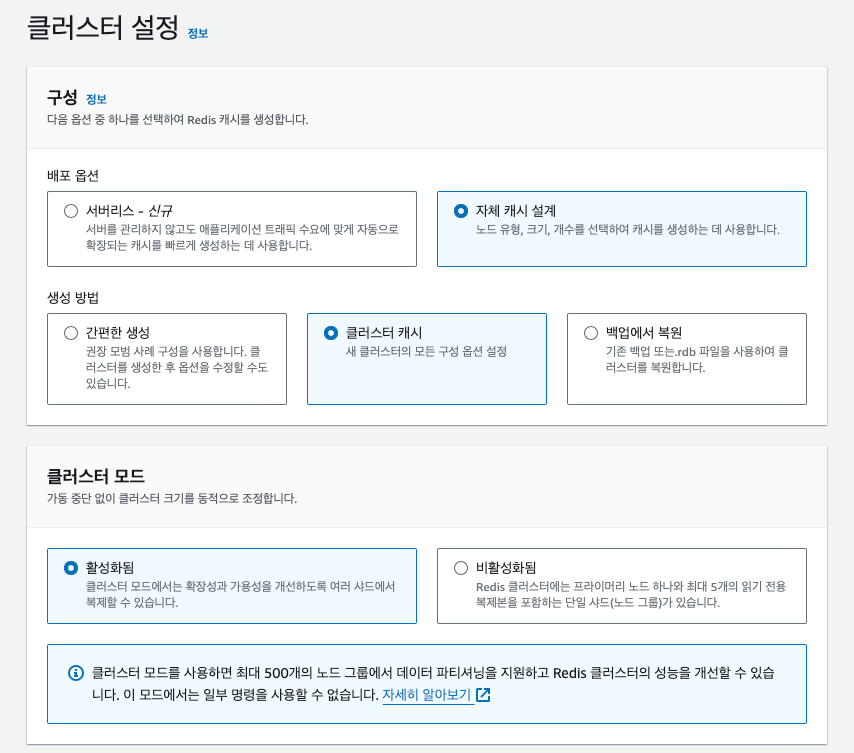 클러스터 설정 정보
구성 정보
다음 옵션 중 하나를 선택하여 Redis 캐시를 생성합니다.
배포 옵션
서버리스 - 신규
서버를 관리하지 않고도 애플리케이션 트래픽 수요에 맞게 자동으로
확장되는 캐시를 빠르게 생성하는 데 사용합니다.
자체 캐시 설계
노드 유형, 크기, 개수를 선택하여 캐시를 생성하는 데 사용합니다.
생성 방법
간편한 생성
권장 모범 사례 구성을 사용합니다. 클
러스터를 생성한 후 옵션을 수정할 수도
있습니다.
클러스터 캐시
새 클러스터의 모든 구성 옵션 설정
백업에서 복원
기존 백업 또는.rdb 파일을 사용하여 클
러스터를 복원합니다.
클러스터 모드
가동 중단 없이 클러스터 크기를 동적으로 조정합니다.
활성화됨
클러스터 모드에서는 확장성과 가용성을 개선하도록 여러 샤드에서
복제할 수 있습니다.
비활성화됨
Redis 클러스터에는 프라이머리 노드 하나와 최대 5개의 읽기 전용
복제본을 포함하는 단일 샤드(노드 그룹)가 있습니다.
클러스터 모드를 사용하면 최대 500개의 노드 그룹에서 데이터 파티셔닝을 지원하고 Redis 클러스터의 성능을 개선할 수 있습
니다. 이 모드에서는 일부 명령을 사용할 수 없습니다. 자세히 알아보기